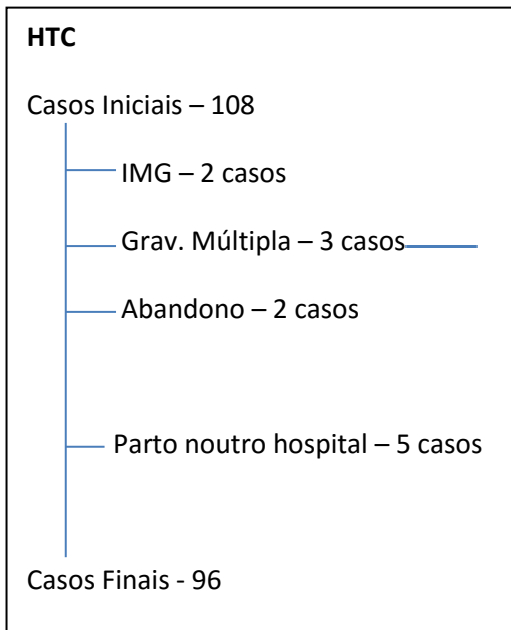 HTC
Casos Iniciais – 108
IMG – 2 casos
Grav. Múltipla – 3 casos
Abandono – 2 casos
Parto noutro hospital – 5 casos
Casos Finais - 96